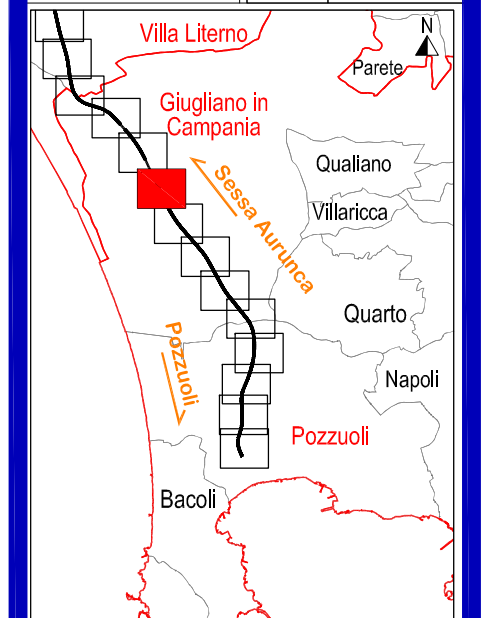 N
Villa Literno
Parete
Giugliano in
Campania
Qualiano
Sessa Aurunca
Villaricca
Quarto
Pozzuoli
Napoli
Pozzuoli
Bacoli